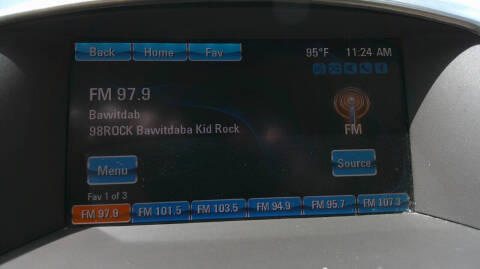 Back Home Fav 95°F 11:24 AM
FM 97.9
Bawitdab
98ROCK Bawitdaba Kid Rock
FM
Menu Source
Fav 1 of 3
FM 97.9 FM 101.5 FM 103.5 FM 94.9 FM 95.7 FM 107.3